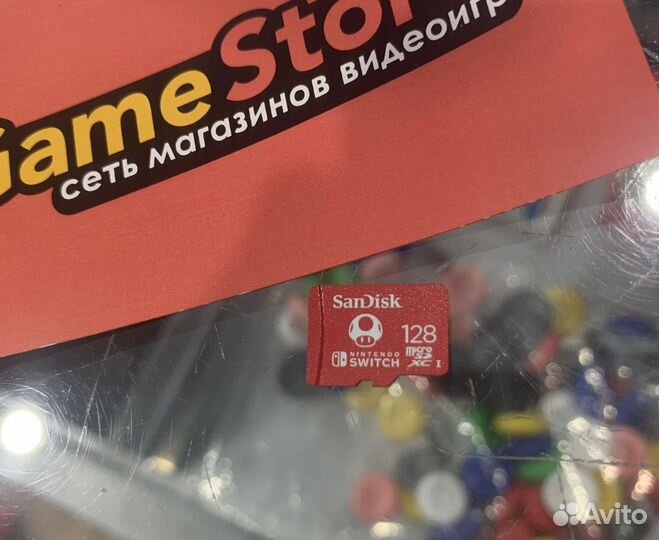 GameStor
сеть магазинов видеоигр
SanDisk
128
NINTENDO
SWITCH
micro
SD
XC I
Avito